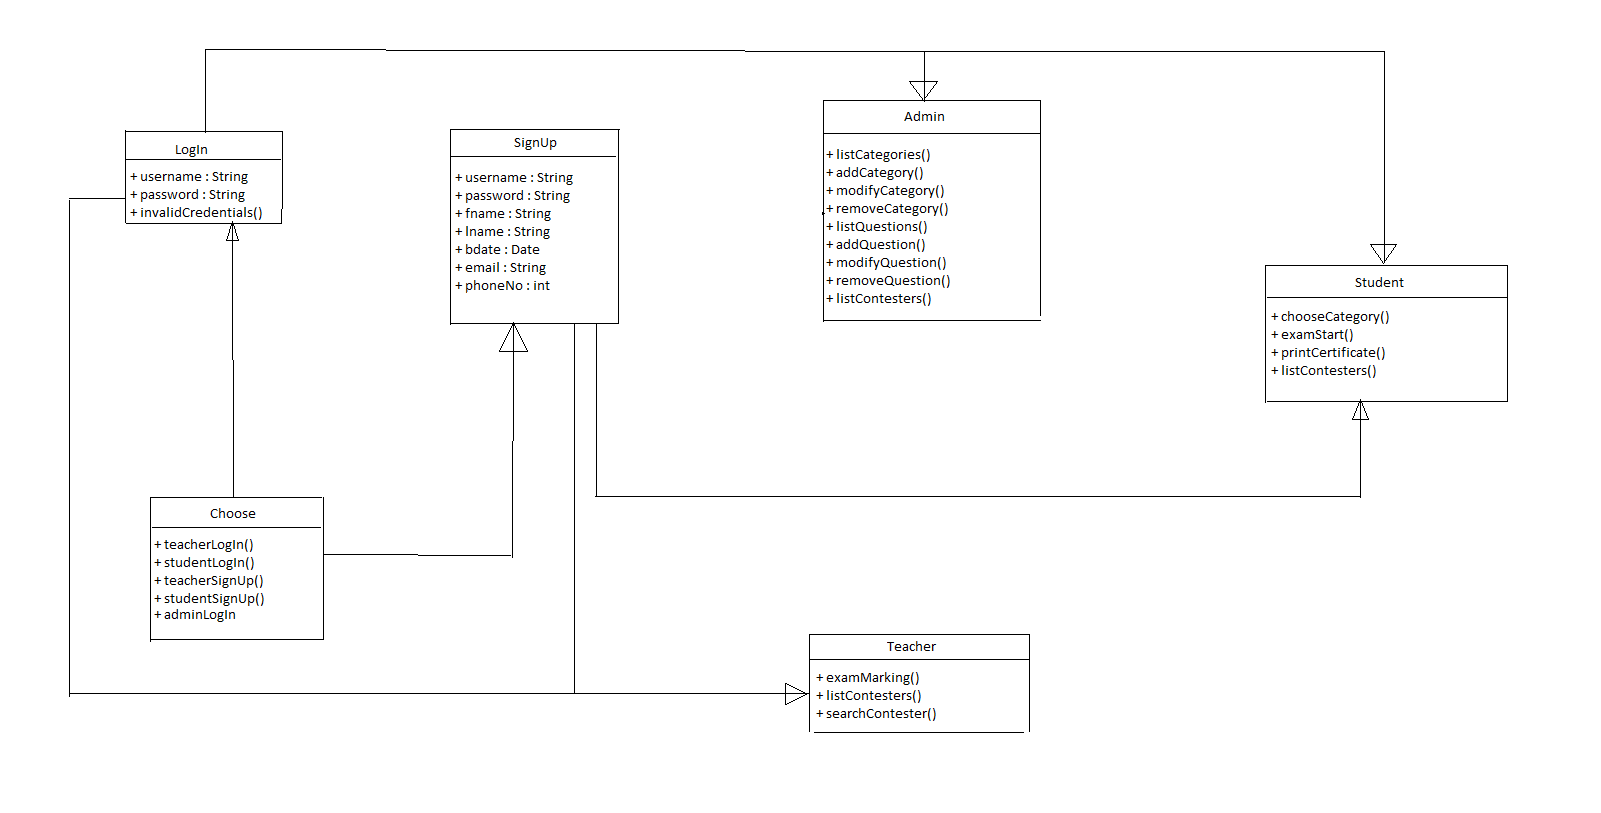 LogIn
+ username : String
+ password : String
+ invalidCredentials()
SignUp
+ username : String
+ password : String
+ fname : String
+ lname : String
+ bdate : Date
+ email : String
+ phoneNo : int
Admin
+ listCategories()
+ addCategory()
+ modifyCategory()
+ removeCategory()
+ listQuestions()
+ addQuestion()
+ modifyQuestion()
+ removeQuestion()
+ listContesters()
Student
+ chooseCategory()
+ examStart()
+ printCertificate()
+ listContesters()
Choose
+ teacherLogIn()
+ studentLogIn()
+ teacherSignUp()
+ studentSignUp()
+ adminLogIn
Teacher
+ examMarking()
+ listContesters()
+ searchContester()